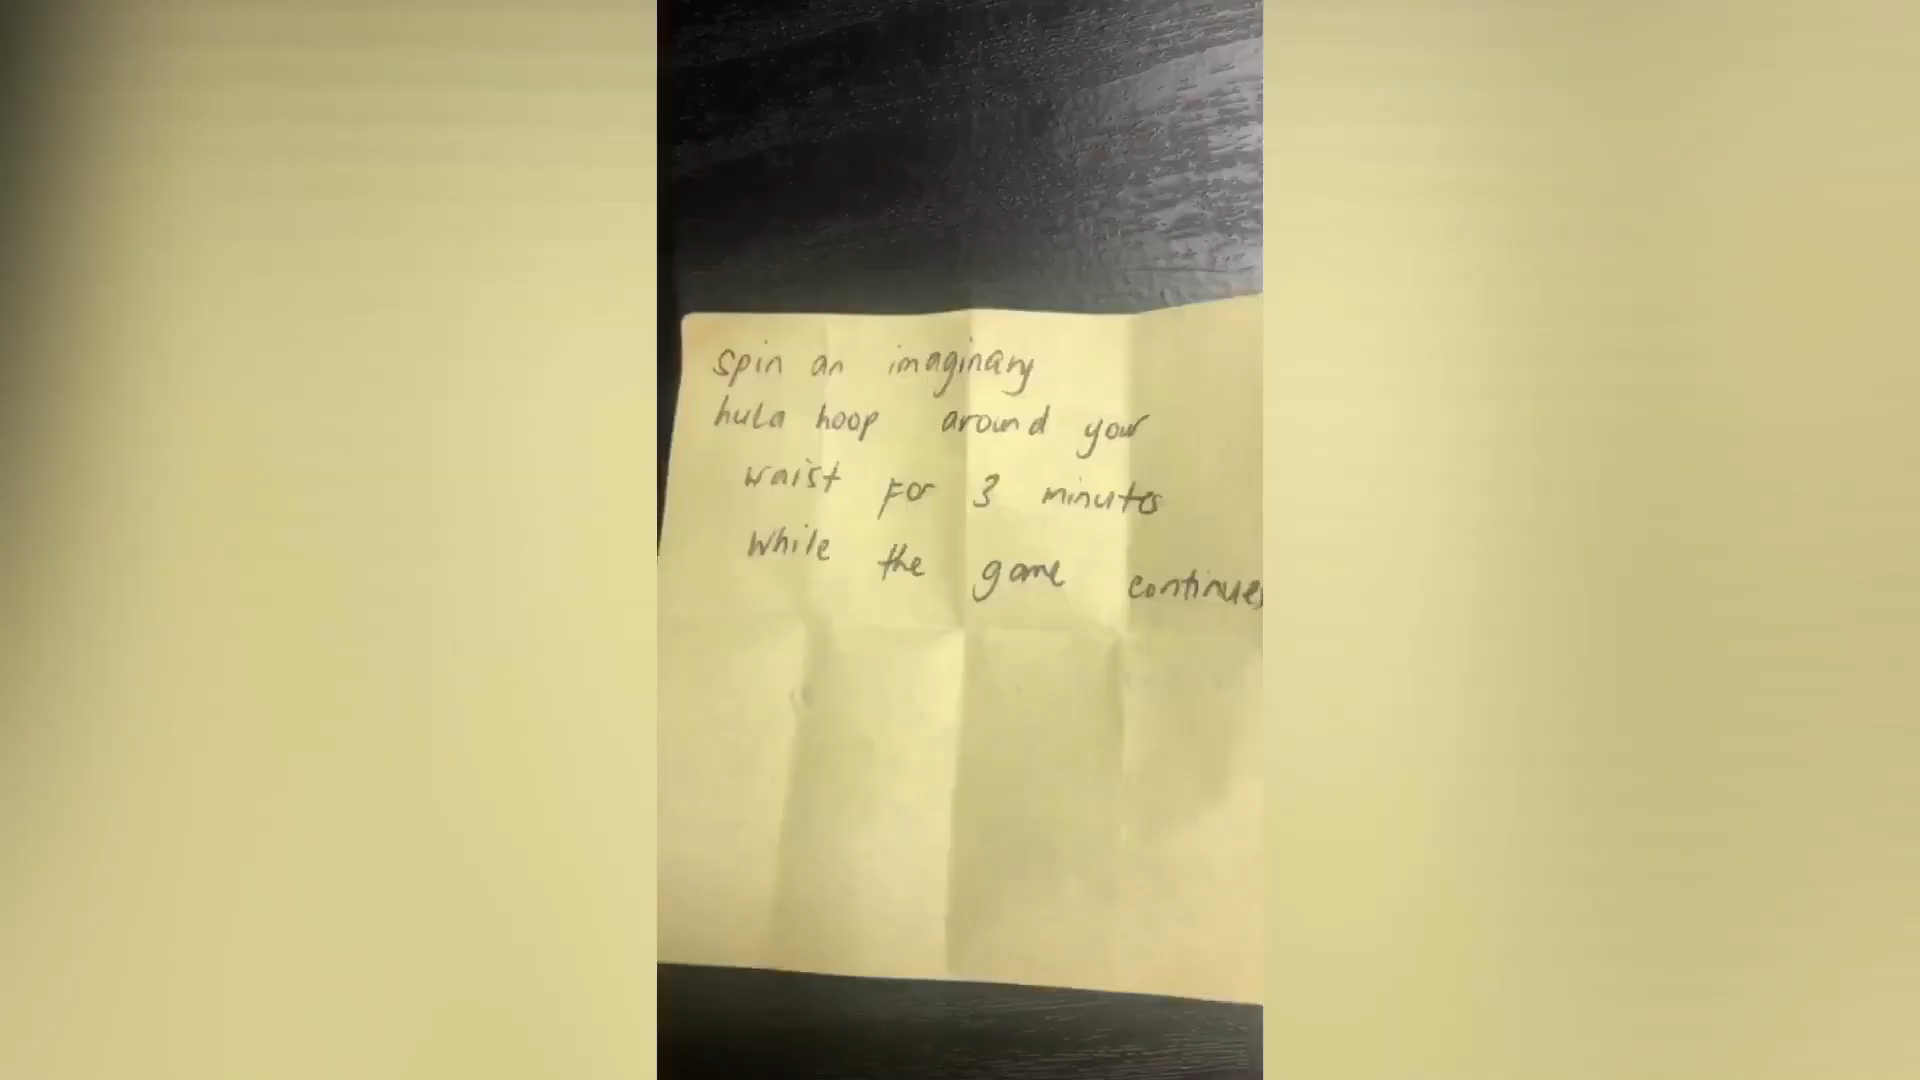 spin an imaginary
hula hoop around your
waist for 3 minutes
while the game continues